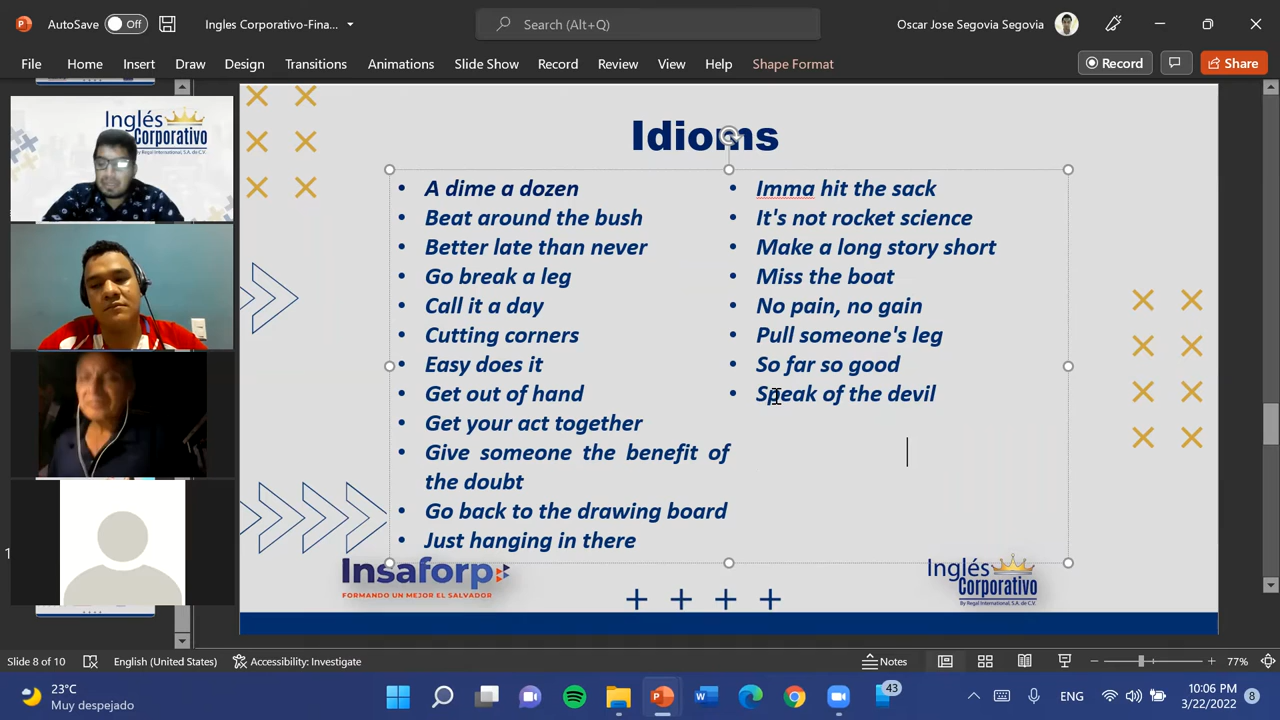 AutoSave Off Ingles Corporativo-Fina... Search (Alt+Q) Oscar Jose Segovia Segovia
File Home Insert Draw Design Transitions Animations Slide Show Record Review View Help Shape Format Record Share
Inglés
Corporativo
By Regal International, S.A. de C.V.
Idioms
• A dime a dozen
• Beat around the bush
• Better late than never
• Go break a leg
• Call it a day
• Cutting corners
• Easy does it
• Get out of hand
• Get your act together
• Give someone the benefit of
the doubt
• Go back to the drawing board
• Just hanging in there
• Imma hit the sack
• It's not rocket science
• Make a long story short
• Miss the boat
• No pain, no gain
• Pull someone's leg
• So far so good
• Speak of the devil
1
Insaforp
FORMANDO UN MEJOR EL SALVADOR
Inglés
Corporativo
By Regal International, S.A. de C.V.
Slide 8 of 10 English (United States) Accessibility: Investigate Notes 77%
23°C
Muy despejado
43
ENG
10:06 PM
3/22/2022
8